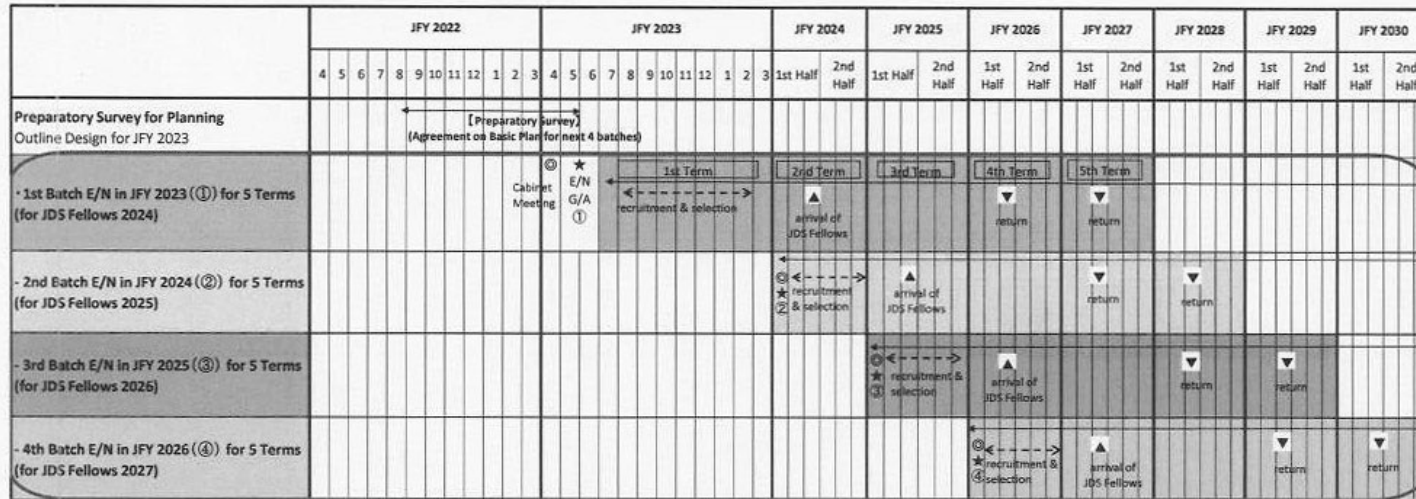 JFY 2022 JFY 2023 JFY 2024 JFY 2025 JFY 2026 JFY 2027 JFY 2028 JFY 2029 JFY 2030
4 5 6 7 8 9 10 11 12 1 2 3 4 5 6 7 8 9 10 11 12 1 2 3 1st Half 2nd Half 1st Half 2nd Half 1st Half 2nd Half 1st Half 2nd Half 1st Half 2nd Half 1st Half 2nd Half 1st Half 2nd Half
Preparatory Survey for Planning
Outline Design for JFY 2023
【Preparatory Survey】
(Agreement on Basic Plan for next 4 batches)
・1st Batch E/N in JFY 2023(①) for 5 Terms
(for JDS Fellows 2024)
◎ ★ 1st Term 2nd Term 3rd Term 4th Term 5th Term
Cabinet Meeting
E/N
G/A
①
recruitment & selection
▲ ▼ ▼
arrival of
JDS Fellows
return return
- 2nd Batch E/N in JFY 2024(②) for 5 Terms
(for JDS Fellows 2025)
◎ ▲ ▼ ▼
★ recruitment
② & selection
arrival of
JDS Fellows
return return
- 3rd Batch E/N in JFY 2025(③) for 5 Terms
(for JDS Fellows 2026)
◎ ▲ ▼ ▼
★ recruitment &
③ selection
arrival of
JDS Fellows
return return
- 4th Batch E/N in JFY 2026(④) for 5 Terms
(for JDS Fellows 2027)
◎ ▲ ▼ ▼
★ recruitment &
④ selection
arrival of
JDS Fellows
return return